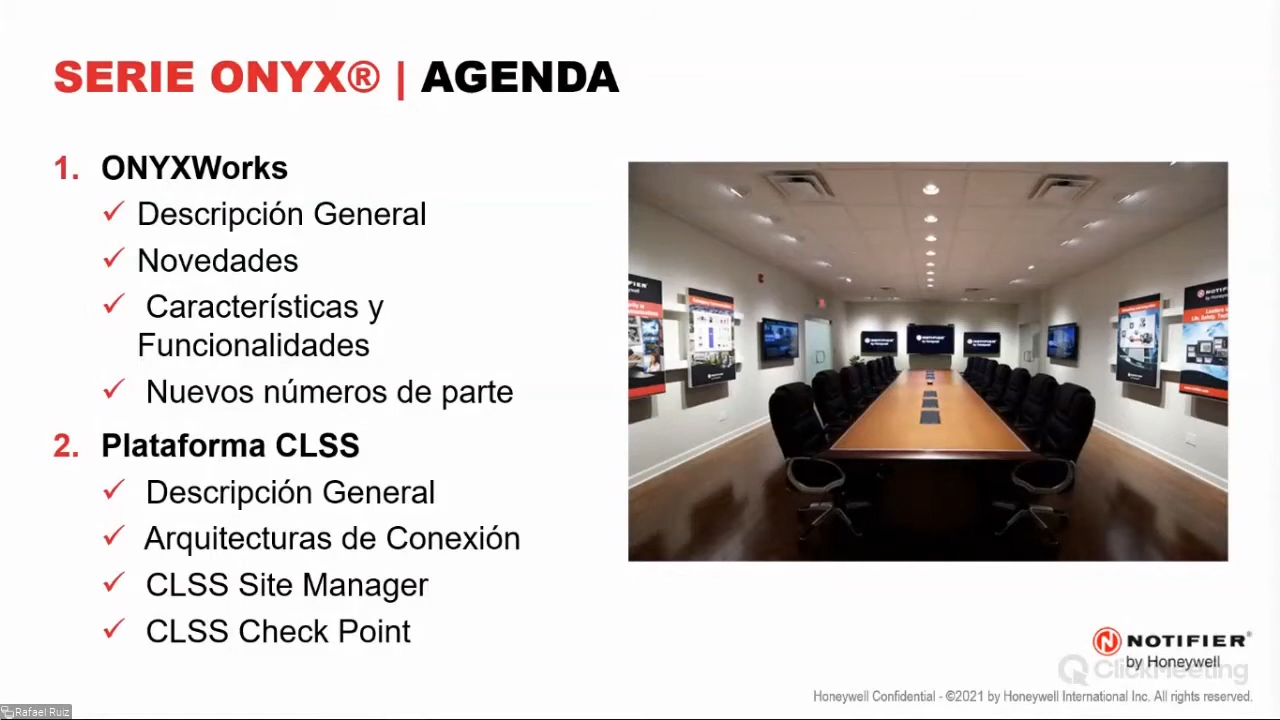 SERIE ONYX® | AGENDA
1. ONYXWorks
✓ Descripción General
✓ Novedades
✓ Características y
Funcionalidades
✓ Nuevos números de parte
2. Plataforma CLSS
✓ Descripción General
✓ Arquitecturas de Conexión
✓ CLSS Site Manager
✓ CLSS Check Point
NOTIFIER®
by Honeywell
ClickMeeting
Honeywell Confidential - ©2021 by Honeywell International Inc. All rights reserved.
Rafael Ruiz